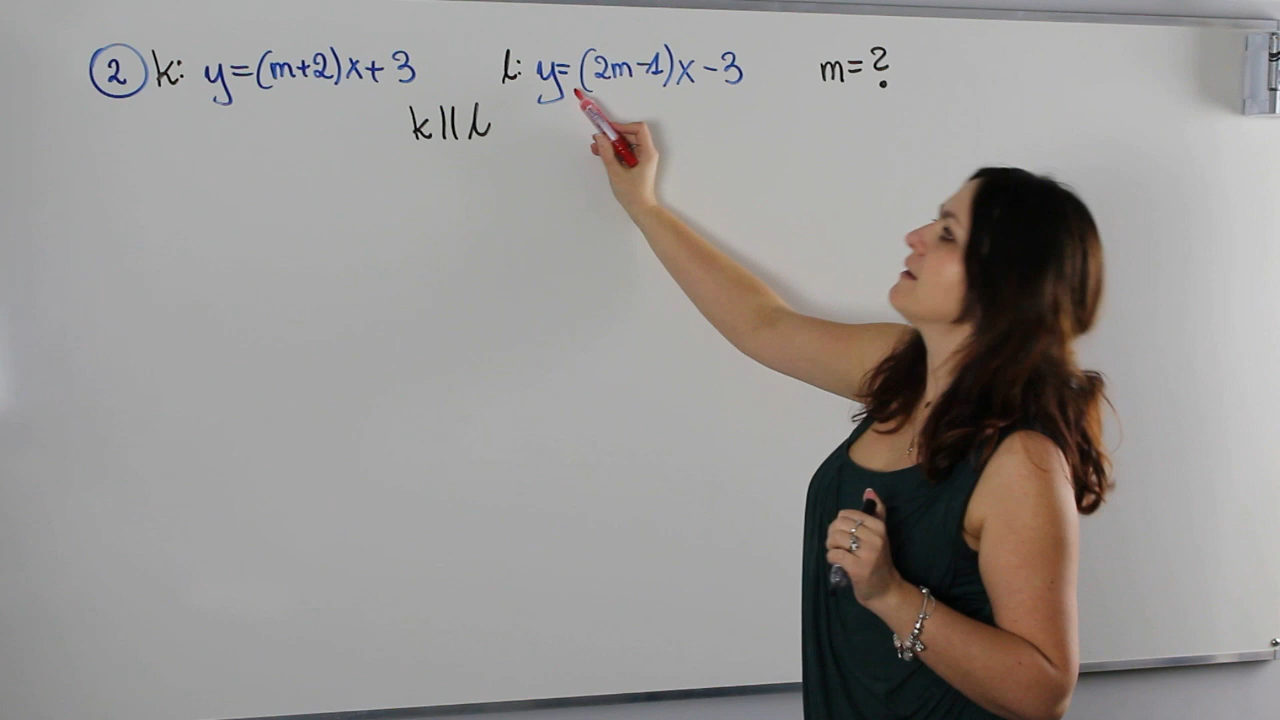 ② k: y=(m+2)x+3 l: y=(2m-1)x-3 m=?
k||l